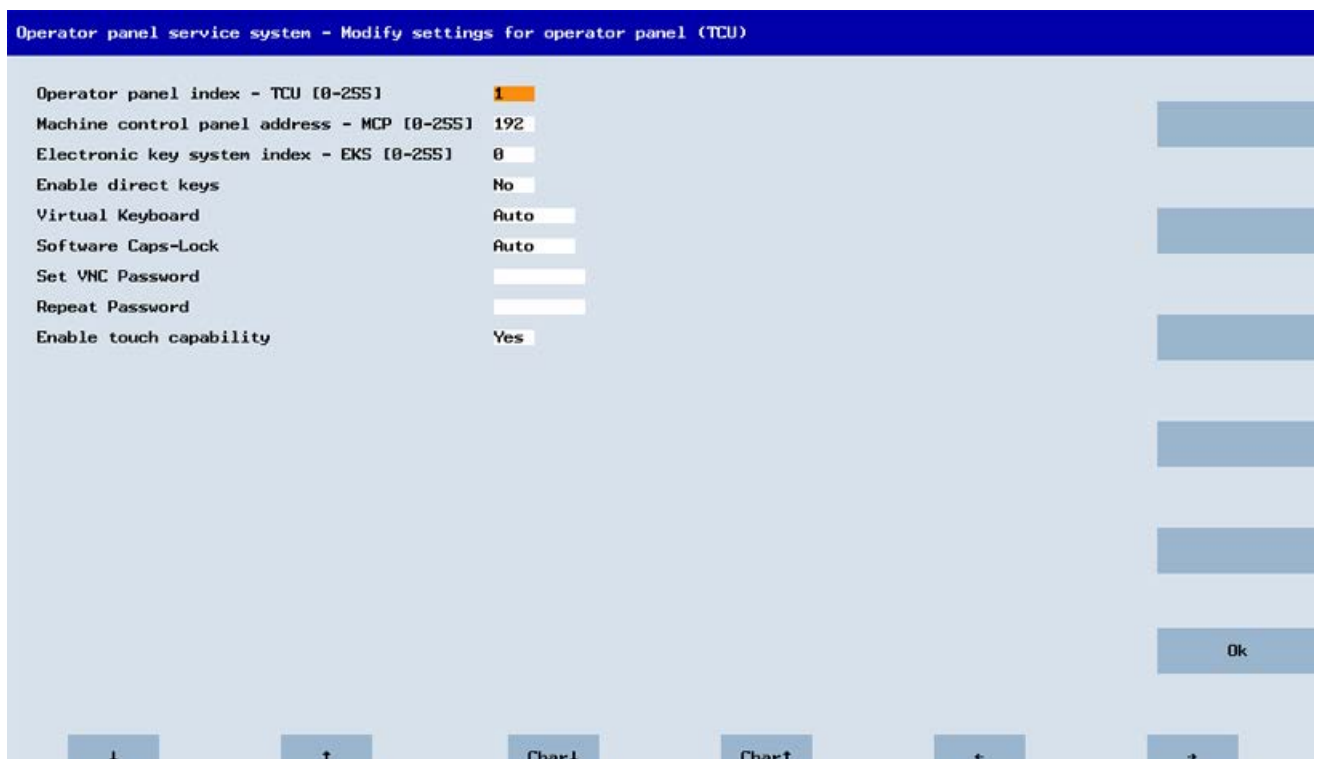 Operator panel service system - Modify settings for operator panel (TCU)
Operator panel index - TCU [0-255] 1
Machine control panel address - MCP [0-255] 192
Electronic key system index - EKS [0-255] 0
Enable direct keys No
Virtual Keyboard Auto
Software Caps-Lock Auto
Set VNC Password
Repeat Password
Enable touch capability Yes
Ok
↓ ↑ Char↓ Char↑ ← →